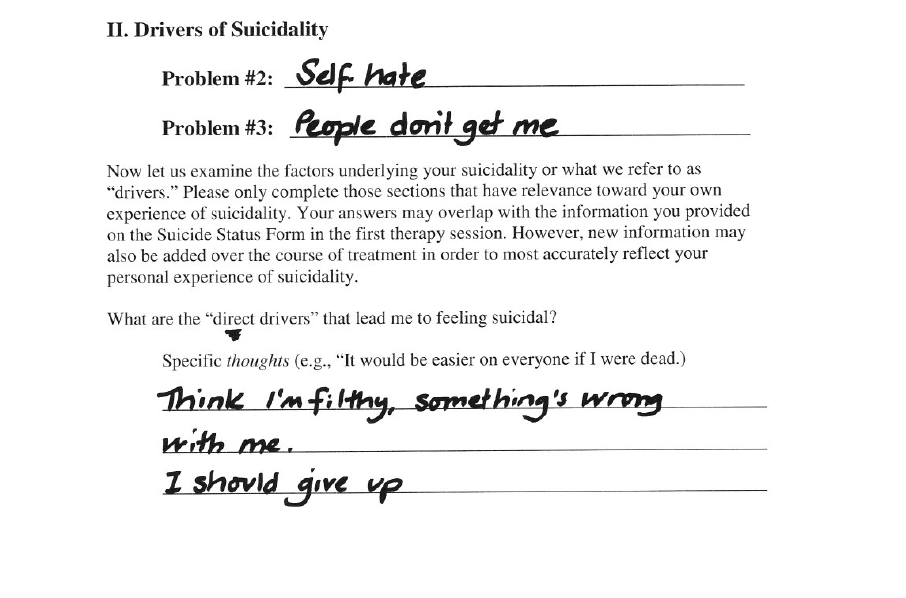 II. Drivers of Suicidality
Problem #2: Self hate
Problem #3: People don't get me
Now let us examine the factors underlying your suicidality or what we refer to as
“drivers.” Please only complete those sections that have relevance toward your own
experience of suicidality. Your answers may overlap with the information you provided
on the Suicide Status Form in the first therapy session. However, new information may
also be added over the course of treatment in order to most accurately reflect your
personal experience of suicidality.
What are the “direct drivers” that lead me to feeling suicidal?
Specific thoughts (e.g., “It would be easier on everyone if I were dead.)
Think I'm filthy, something's wrong
with me.
I should give up